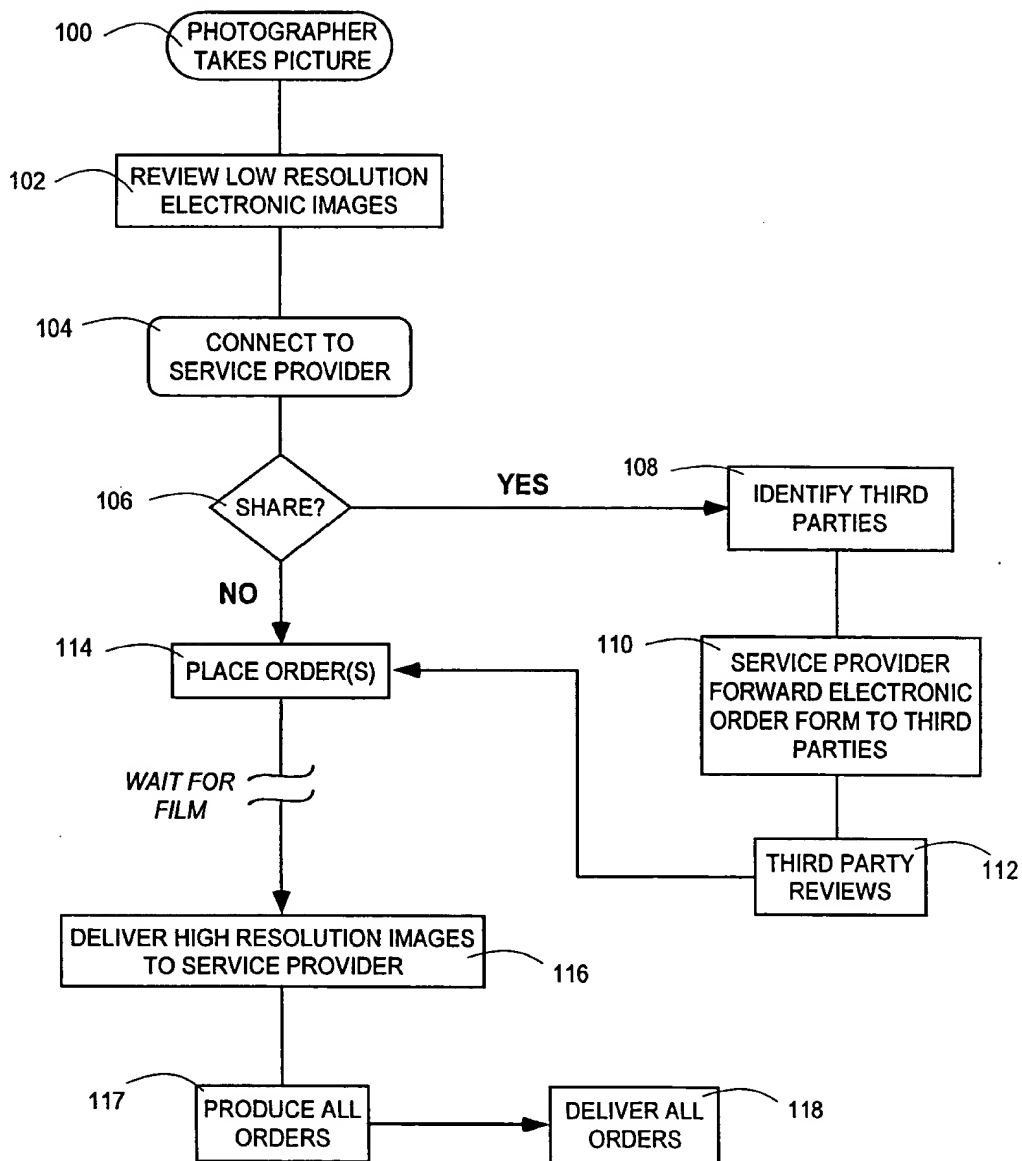 100
PHOTOGRAPHER
TAKES PICTURE
102
REVIEW LOW RESOLUTION
ELECTRONIC IMAGES
104
CONNECT TO
SERVICE PROVIDER
106
SHARE?
YES
108
IDENTIFY THIRD
PARTIES
NO
110
SERVICE PROVIDER
FORWARD ELECTRONIC
ORDER FORM TO THIRD
PARTIES
114
PLACE ORDER(S)
WAIT FOR
FILM
THIRD PARTY
REVIEWS
112
DELIVER HIGH RESOLUTION IMAGES
TO SERVICE PROVIDER
116
117
PRODUCE ALL
ORDERS
DELIVER ALL
ORDERS
118